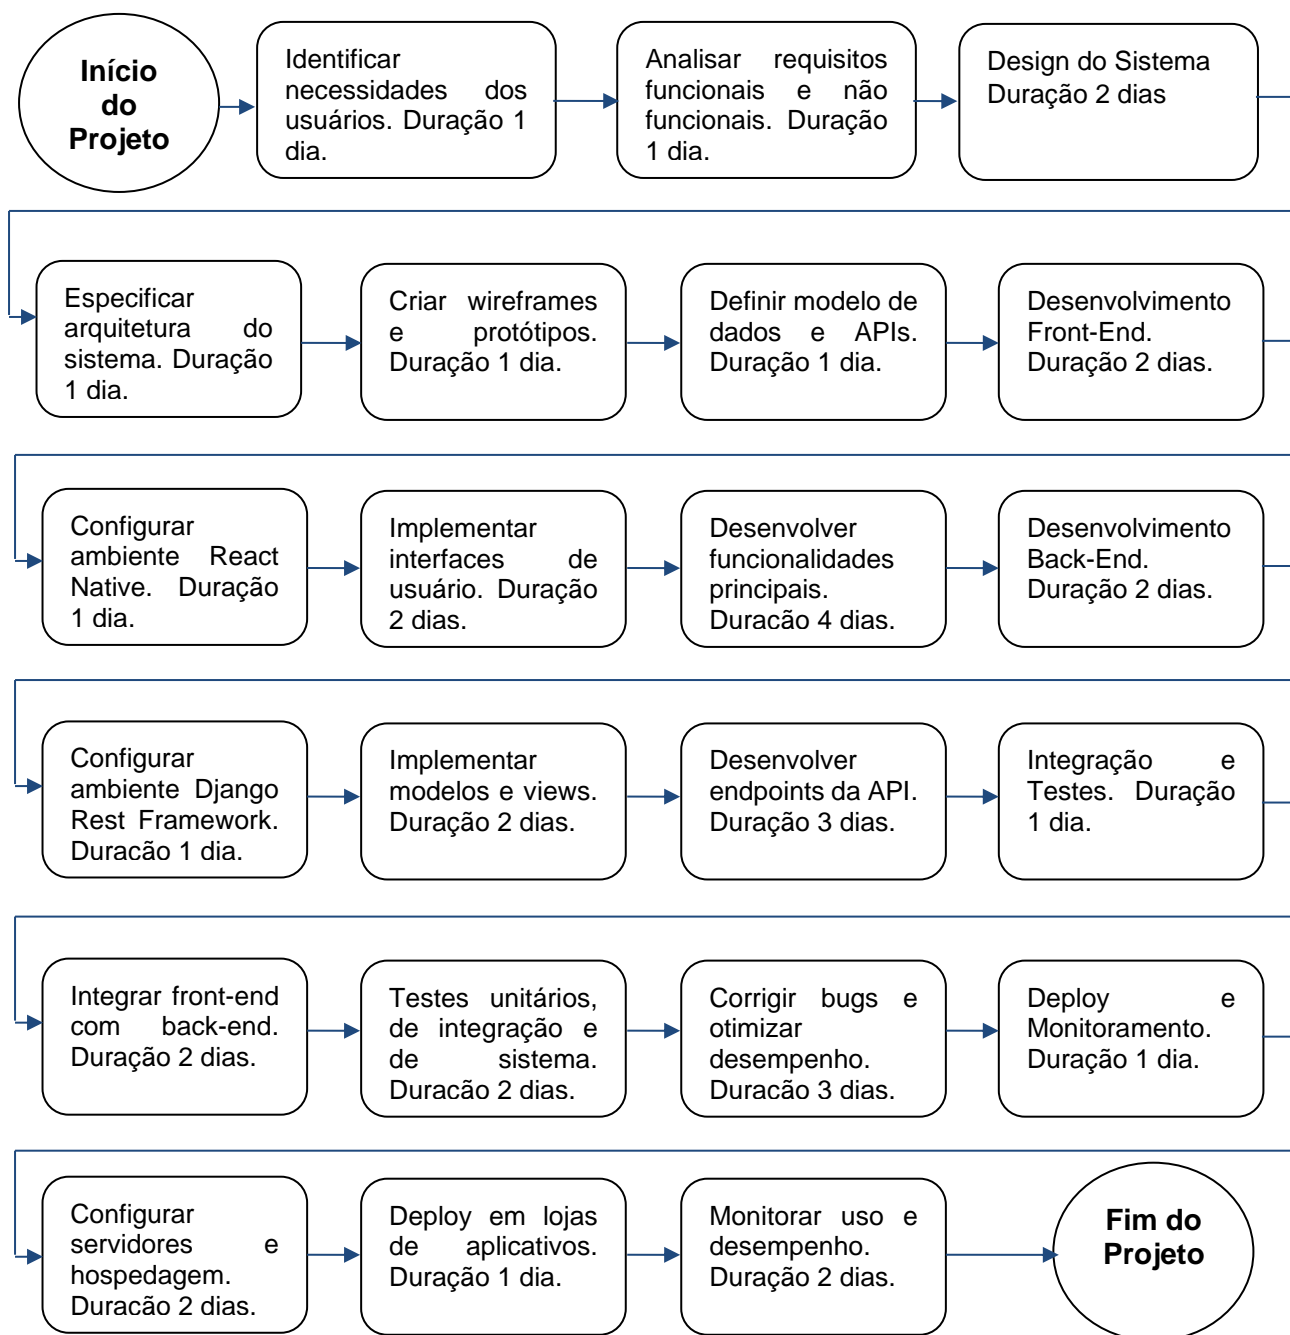 Início
do
Projeto
Identificar
necessidades dos
usuários. Duração 1
dia.
Analisar requisitos
funcionais e não
funcionais. Duração
1 dia.
Design do Sistema
Duração 2 dias
Especificar
arquitetura do
sistema. Duração
1 dia.
Criar wireframes
e protótipos.
Duração 1 dia.
Definir modelo de
dados e APIs.
Duração 1 dia.
Desenvolvimento
Front-End.
Duração 2 dias.
Configurar
ambiente React
Native. Duração
1 dia.
Implementar
interfaces de
usuário. Duração
2 dias.
Desenvolver
funcionalidades
principais.
Duração 4 dias.
Desenvolvimento
Back-End.
Duração 2 dias.
Configurar
ambiente Django
Rest Framework.
Duração 1 dia.
Implementar
modelos e views.
Duração 2 dias.
Desenvolver
endpoints da API.
Duração 3 dias.
Integração e
Testes. Duração
1 dia.
Integrar front-end
com back-end.
Duração 2 dias.
Testes unitários,
de integração e
de sistema.
Duração 2 dias.
Corrigir bugs e
otimizar
desempenho.
Duração 3 dias.
Deploy e
Monitoramento.
Duração 1 dia.
Configurar
servidores e
hospedagem.
Duração 2 dias.
Deploy em lojas
de aplicativos.
Duração 1 dia.
Monitorar uso e
desempenho.
Duração 2 dias.
Fim do
Projeto